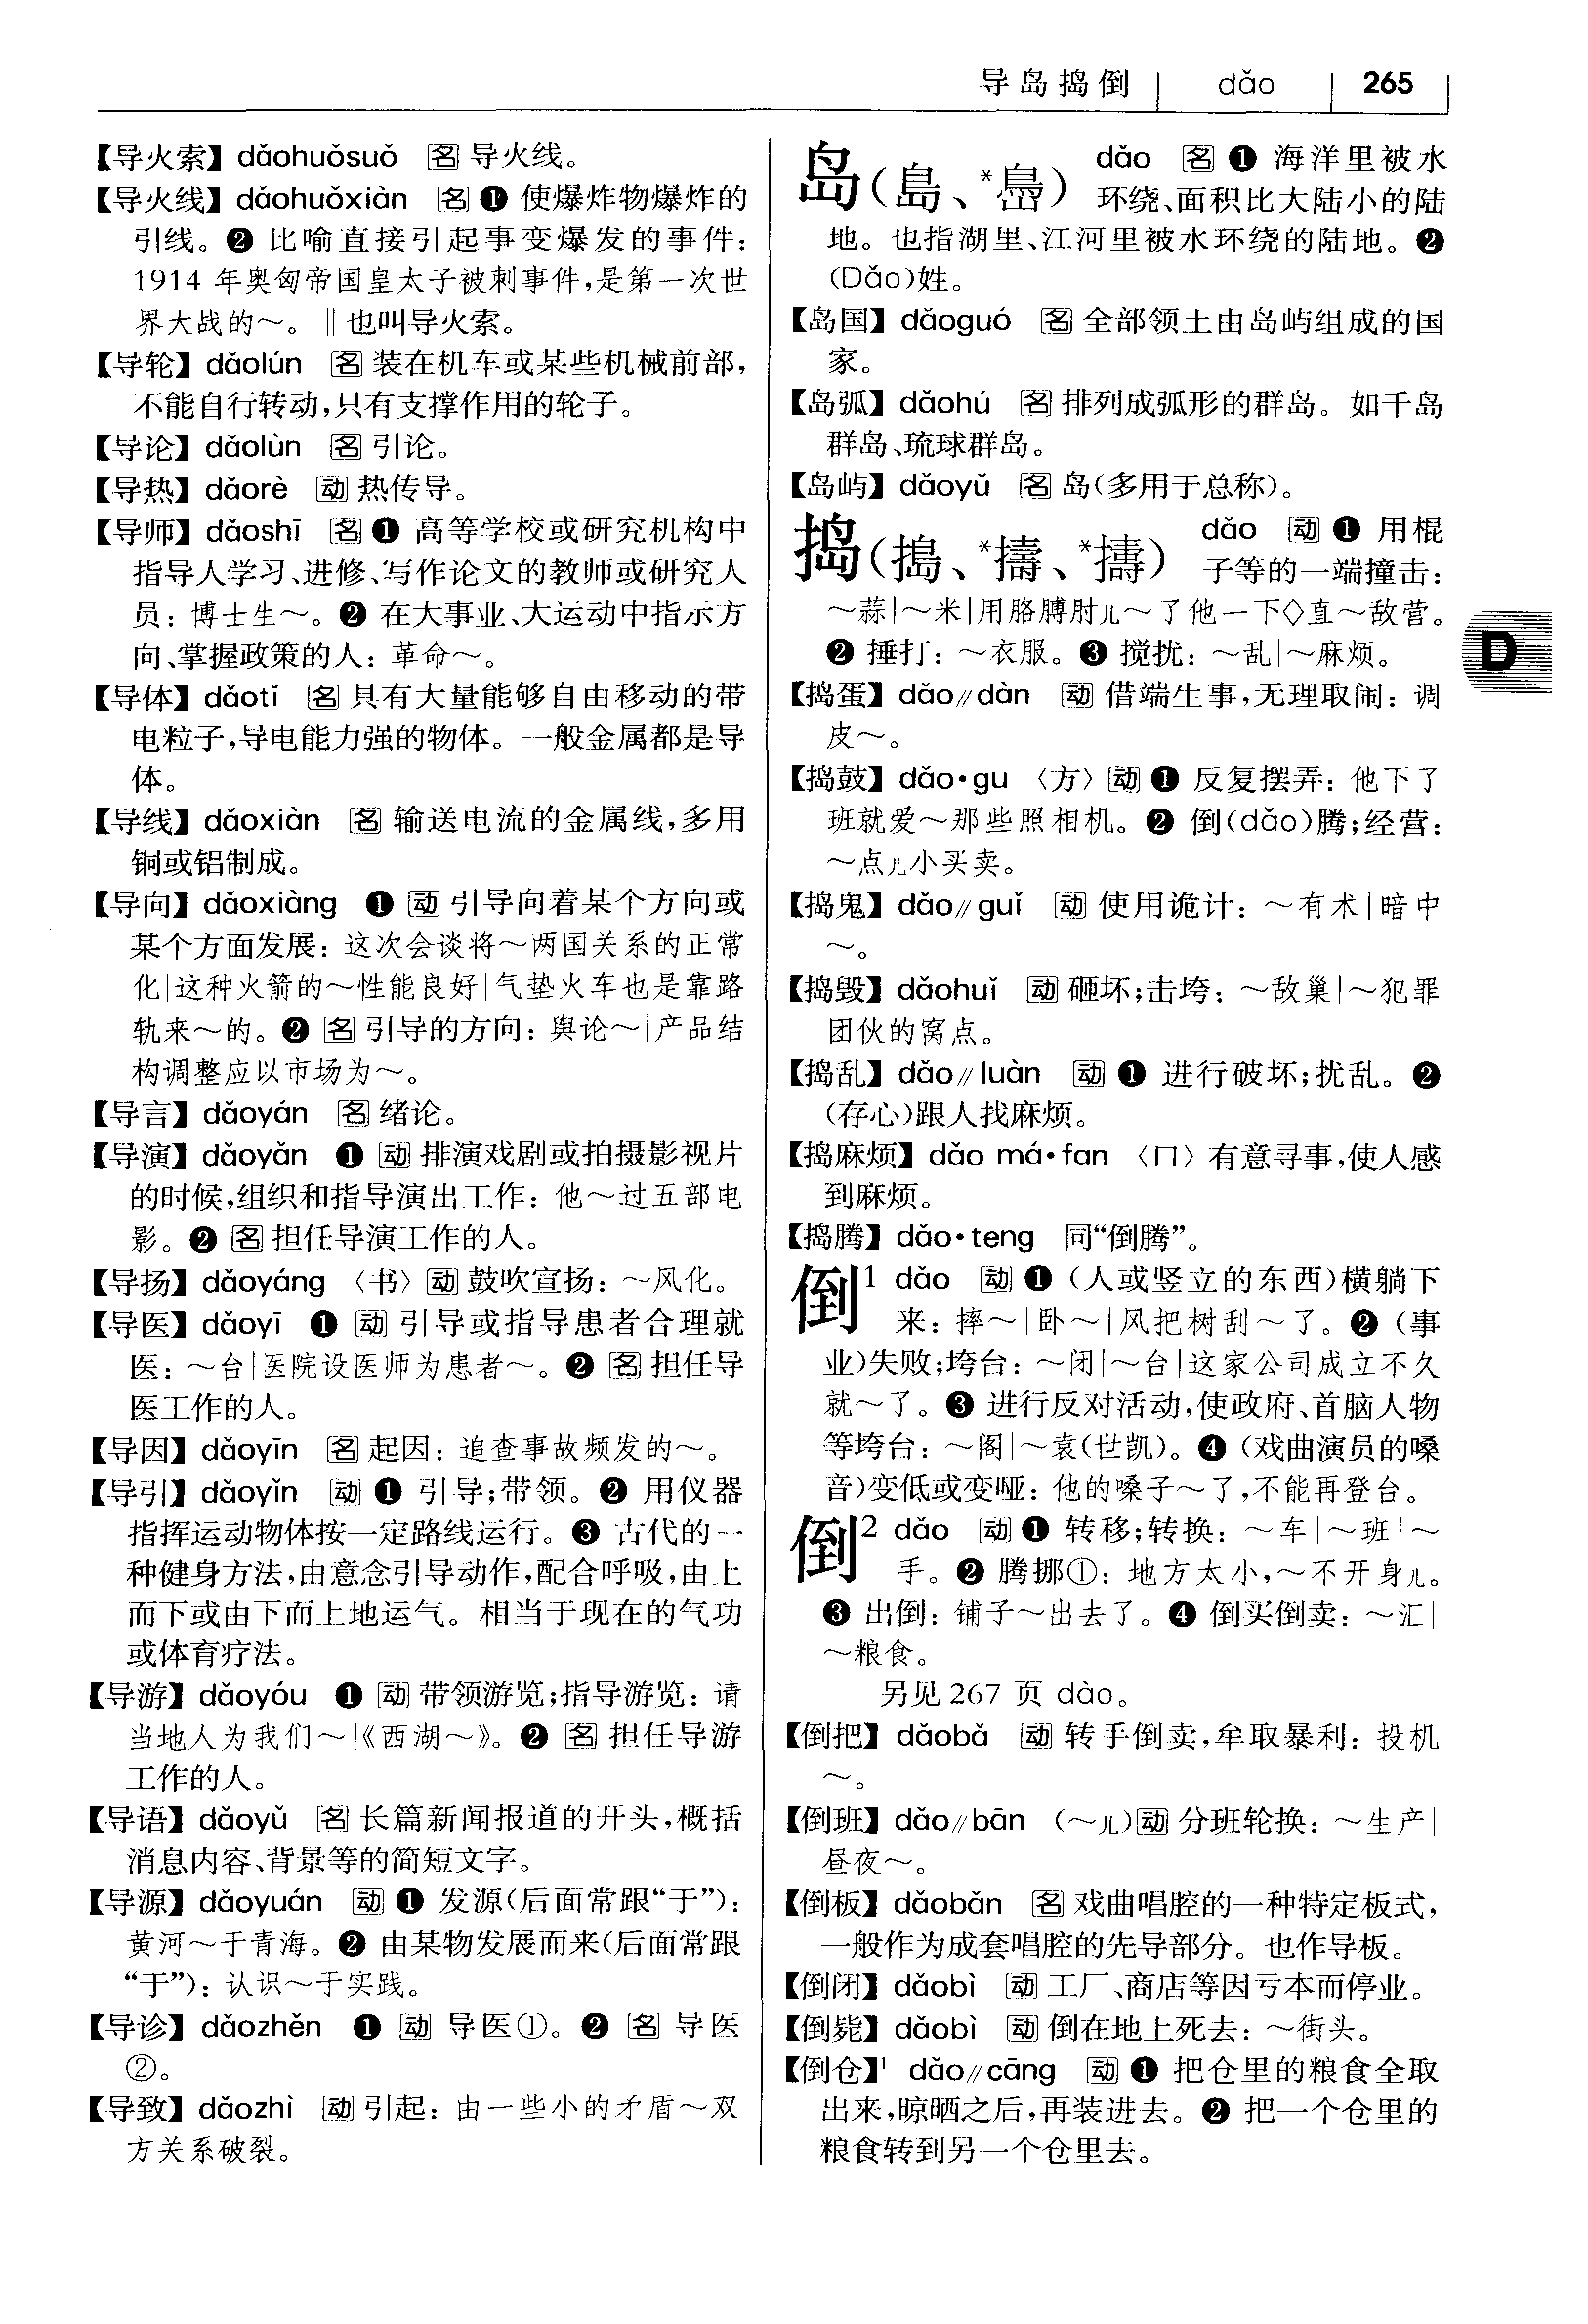 导岛捣倒 dǎo 265
【导火索】dǎohuǒsuǒ 名 导火线。
【导火线】dǎohuǒxiàn 名 ❶ 使爆炸物爆炸的
引线。❷ 比喻直接引起事变爆发的事件：
1914 年奥匈帝国皇太子被刺事件，是第一次世
界大战的～。‖也叫导火索。
【导轮】dǎolún 名 装在机车或某些机械前部，
不能自行转动，只有支撑作用的轮子。
【导论】dǎolùn 名 引论。
【导热】dǎorè 动 热传导。
【导师】dǎoshī 名 ❶ 高等学校或研究机构中
指导人学习、进修、写作论文的教师或研究人
员：博士生～。❷ 在大事业、大运动中指示方
向、掌握政策的人：革命～。
【导体】dǎotǐ 名 具有大量能够自由移动的带
电粒子，导电能力强的物体。一般金属都是导
体。
【导线】dǎoxiàn 名 输送电流的金属线，多用
铜或铝制成。
【导向】dǎoxiàng ❶ 动 引导向着某个方向或
某个方面发展：这次会谈将～两国关系的正常
化|这种火箭的～性能良好|气垫火车也是靠路
轨来～的。❷ 名 引导的方向：舆论～|产品结
构调整应以市场为～。
【导言】dǎoyán 名 绪论。
【导演】dǎoyǎn ❶ 动 排演戏剧或拍摄影视片
的时候，组织和指导演出工作：他～过五部电
影。❷ 名 担任导演工作的人。
【导扬】dǎoyáng 〈书〉动 鼓吹宣扬：～风化。
【导医】dǎoyī ❶ 动 引导或指导患者合理就
医：～台|医院设医师为患者～。❷ 名 担任导
医工作的人。
【导因】dǎoyīn 名 起因：追查事故频发的～。
【导引】dǎoyǐn 动 ❶ 引导；带领。❷ 用仪器
指挥运动物体按一定路线运行。❸ 古代的一
种健身方法，由意念引导动作，配合呼吸，由上
而下或由下而上地运气。相当于现在的气功
或体育疗法。
【导游】dǎoyóu ❶ 动 带领游览；指导游览：请
当地人为我们～|《西湖～》。❷ 名 担任导游
工作的人。
【导语】dǎoyǔ 名 长篇新闻报道的开头，概括
消息内容、背景等的简短文字。
【导源】dǎoyuán 动 ❶ 发源（后面常跟“于”）：
黄河～于青海。❷ 由某物发展而来（后面常跟
“于”）：认识～于实践。
【导诊】dǎozhěn ❶ 动 导医①。❷ 名 导医
②。
【导致】dǎozhì 动 引起：由一些小的矛盾～双
方关系破裂。
岛（島、*㠀） dǎo 名 ❶ 海洋里被水
环绕、面积比大陆小的陆
地。也指湖里、江河里被水环绕的陆地。❷
（Dǎo）姓。
【岛国】dǎoguó 名 全部领土由岛屿组成的国
家。
【岛弧】dǎohú 名 排列成弧形的群岛。如千岛
群岛、琉球群岛。
【岛屿】dǎoyǔ 名 岛（多用于总称）。
捣（搗、*擣、*㨶） dǎo 动 ❶ 用棍
子等的一端撞击：
～蒜|～米|用胳膊肘儿～了他一下◇直～敌营。
❷ 捶打：～衣服。❸ 搅扰：～乱|～麻烦。
【捣蛋】dǎo∥dàn 动 借端生事，无理取闹：调
皮～。
【捣鼓】dǎo·gu 〈方〉动 ❶ 反复摆弄：他下了
班就爱～那些照相机。❷ 倒（dǎo）腾；经营：
～点儿小买卖。
【捣鬼】dǎo∥guǐ 动 使用诡计：～有术|暗中
～。
【捣毁】dǎohuǐ 动 砸坏；击垮：～敌巢|～犯罪
团伙的窝点。
【捣乱】dǎo∥luàn 动 ❶ 进行破坏；扰乱。❷
（存心）跟人找麻烦。
【捣麻烦】dǎo má·fan 〈口〉有意寻事，使人感
到麻烦。
【捣腾】dǎo·teng 同“倒腾”。
倒1 dǎo 动 ❶（人或竖立的东西）横躺下
来：摔～|卧～|风把树刮～了。❷（事
业）失败；垮台：～闭|～台|这家公司成立不久
就～了。❸ 进行反对活动，使政府、首脑人物
等垮台：～阁|～袁（世凯）。❹（戏曲演员的嗓
音）变低或变哑：他的嗓子～了，不能再登台。
倒2 dǎo 动 ❶ 转移；转换：～车|～班|～
手。❷ 腾挪①：地方太小，～不开身儿。
❸ 出倒：铺子～出去了。❹ 倒买倒卖：～汇|
～粮食。
另见 267 页 dào。
【倒把】dǎobǎ 动 转手倒卖，牟取暴利：投机
～。
【倒班】dǎo∥bān （～儿）动 分班轮换：～生产|
昼夜～。
【倒板】dǎobǎn 名 戏曲唱腔的一种特定板式，
一般作为成套唱腔的先导部分。也作导板。
【倒闭】dǎobì 动 工厂、商店等因亏本而停业。
【倒毙】dǎobì 动 倒在地上死去：～街头。
【倒仓】1 dǎo∥cāng 动 ❶ 把仓里的粮食全取
出来，晾晒之后，再装进去。❷ 把一个仓里的
粮食转到另一个仓里去。
D